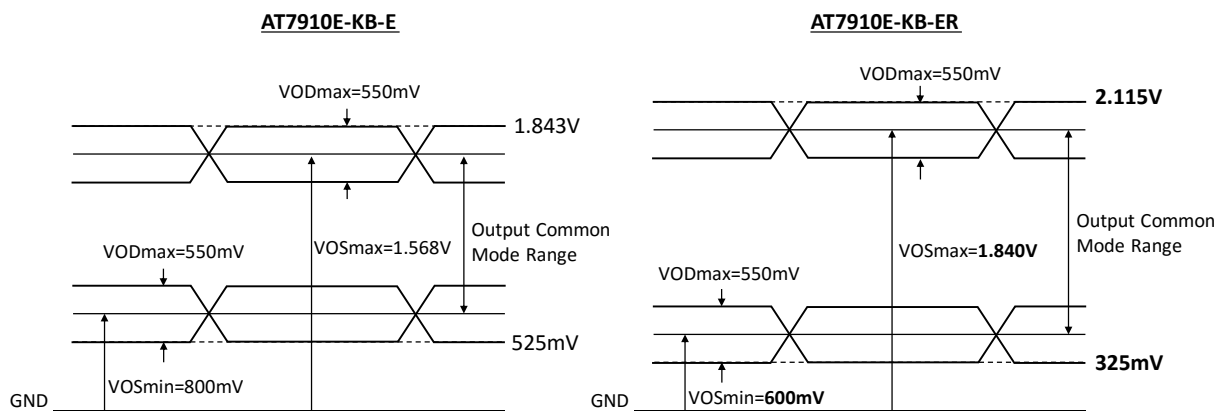 AT7910E-KB-E
VODmax=550mV
1.843V
VOSmax=1.568V
Output Common
Mode Range
VODmax=550mV
525mV
VOSmin=800mV
GND
AT7910E-KB-ER
VODmax=550mV
2.115V
VOSmax=1.840V
Output Common
Mode Range
VODmax=550mV
325mV
VOSmin=600mV
GND